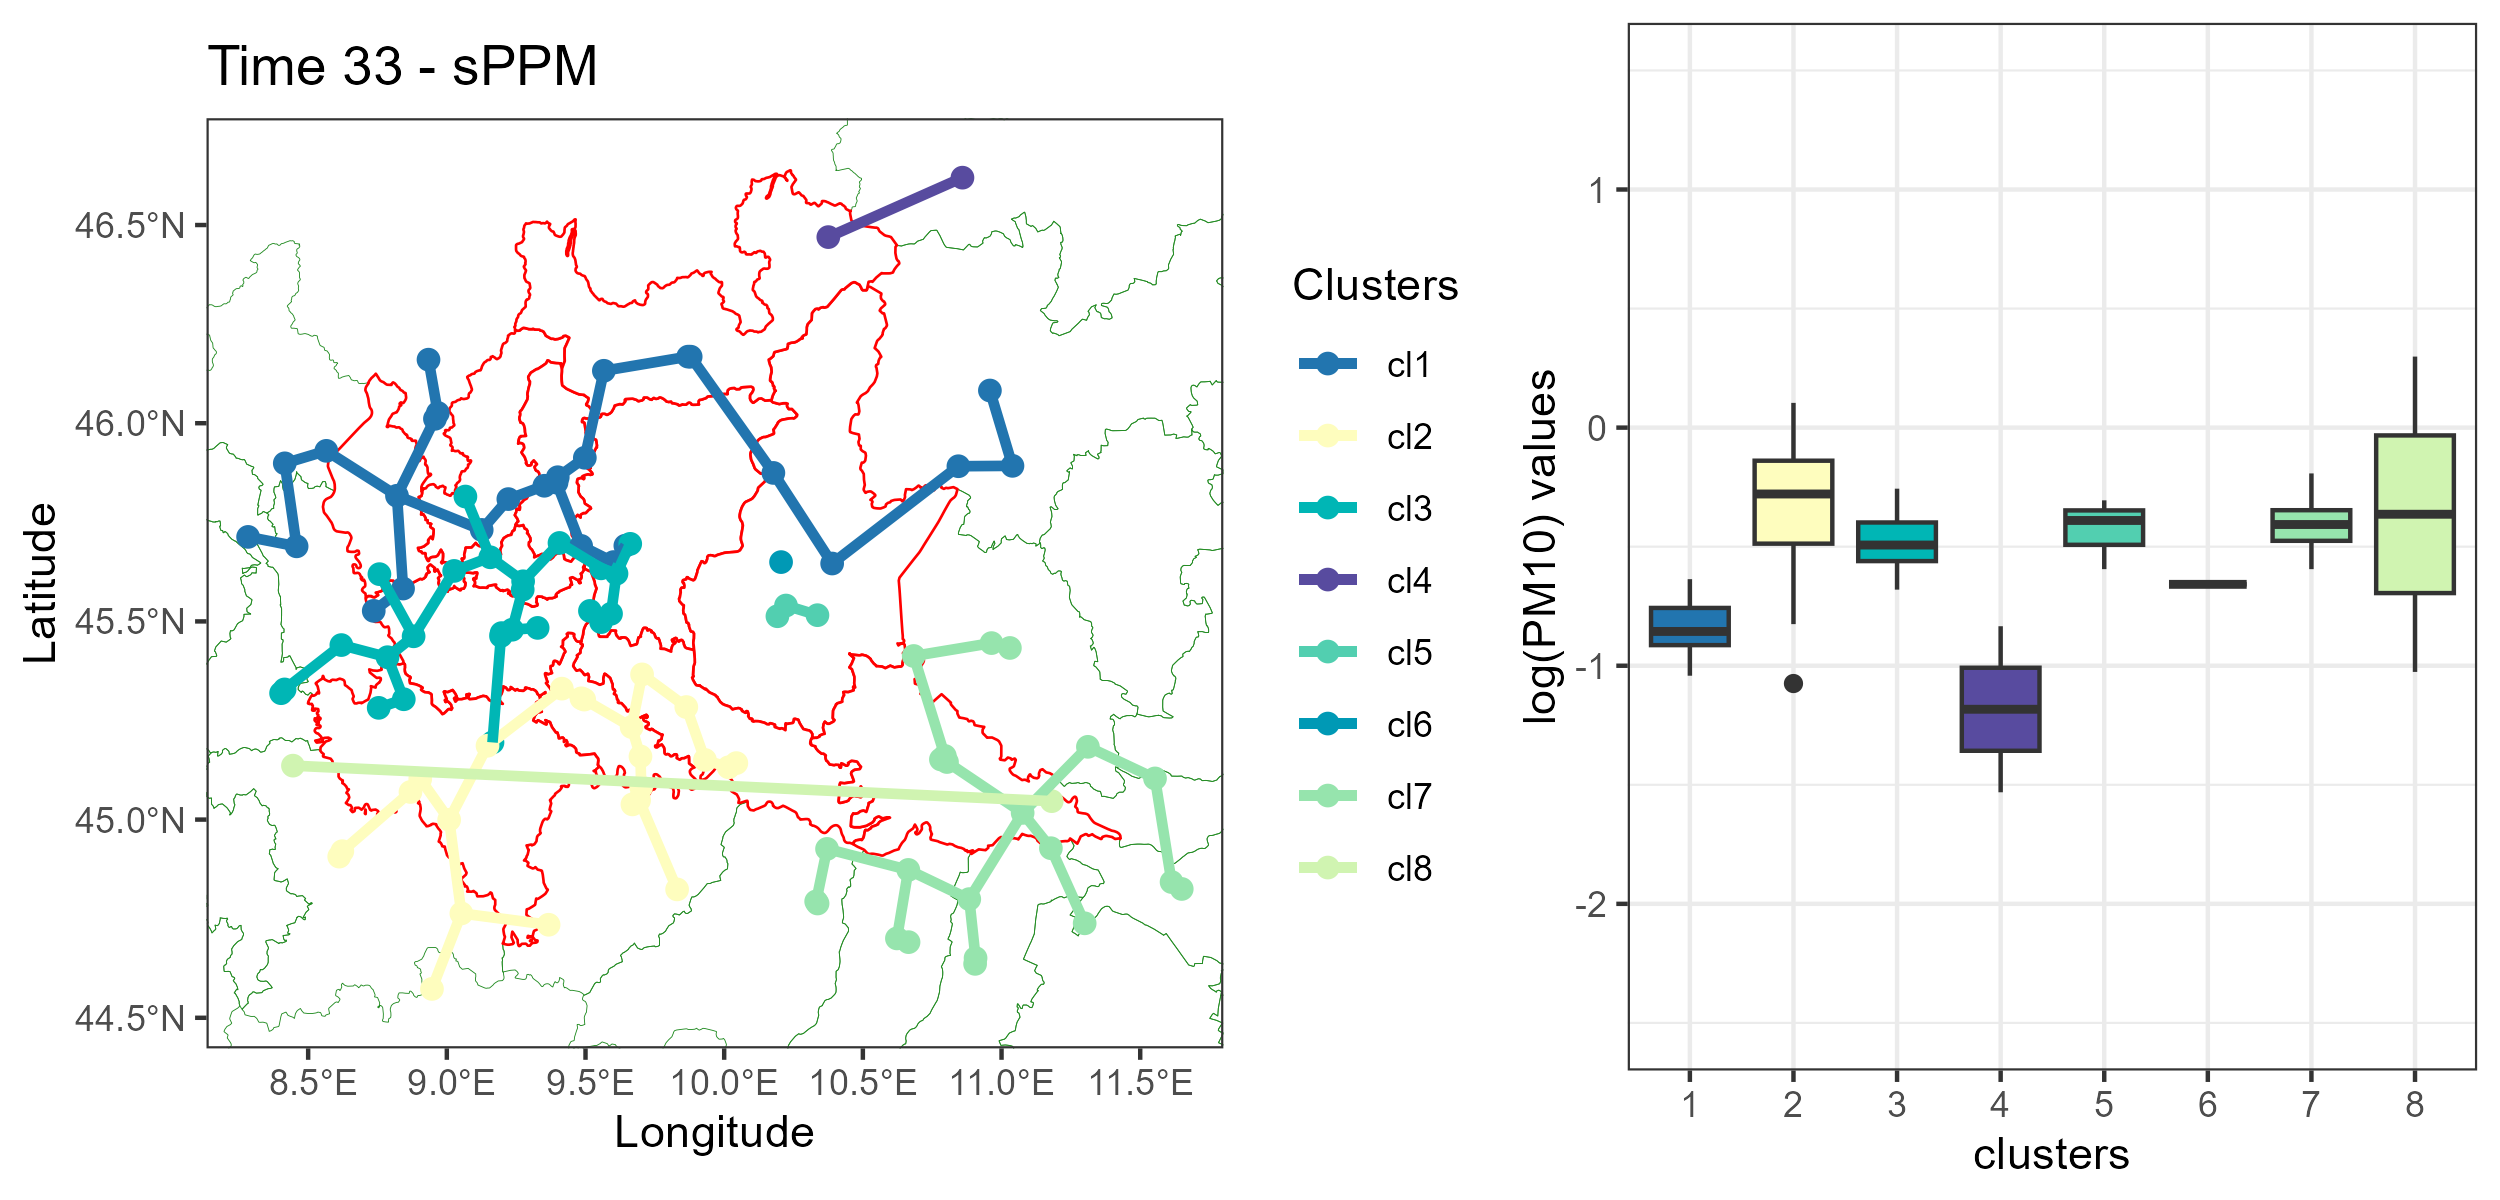 Time 33 - sPPM
Latitude
46.5°N
46.0°N
45.5°N
45.0°N
44.5°N
8.5°E 9.0°E 9.5°E 10.0°E 10.5°E 11.0°E 11.5°E
Longitude
Clusters
cl1
cl2
cl3
cl4
cl5
cl6
cl7
cl8
log(PM10) values
1
0
-1
-2
1 2 3 4 5 6 7 8
clusters